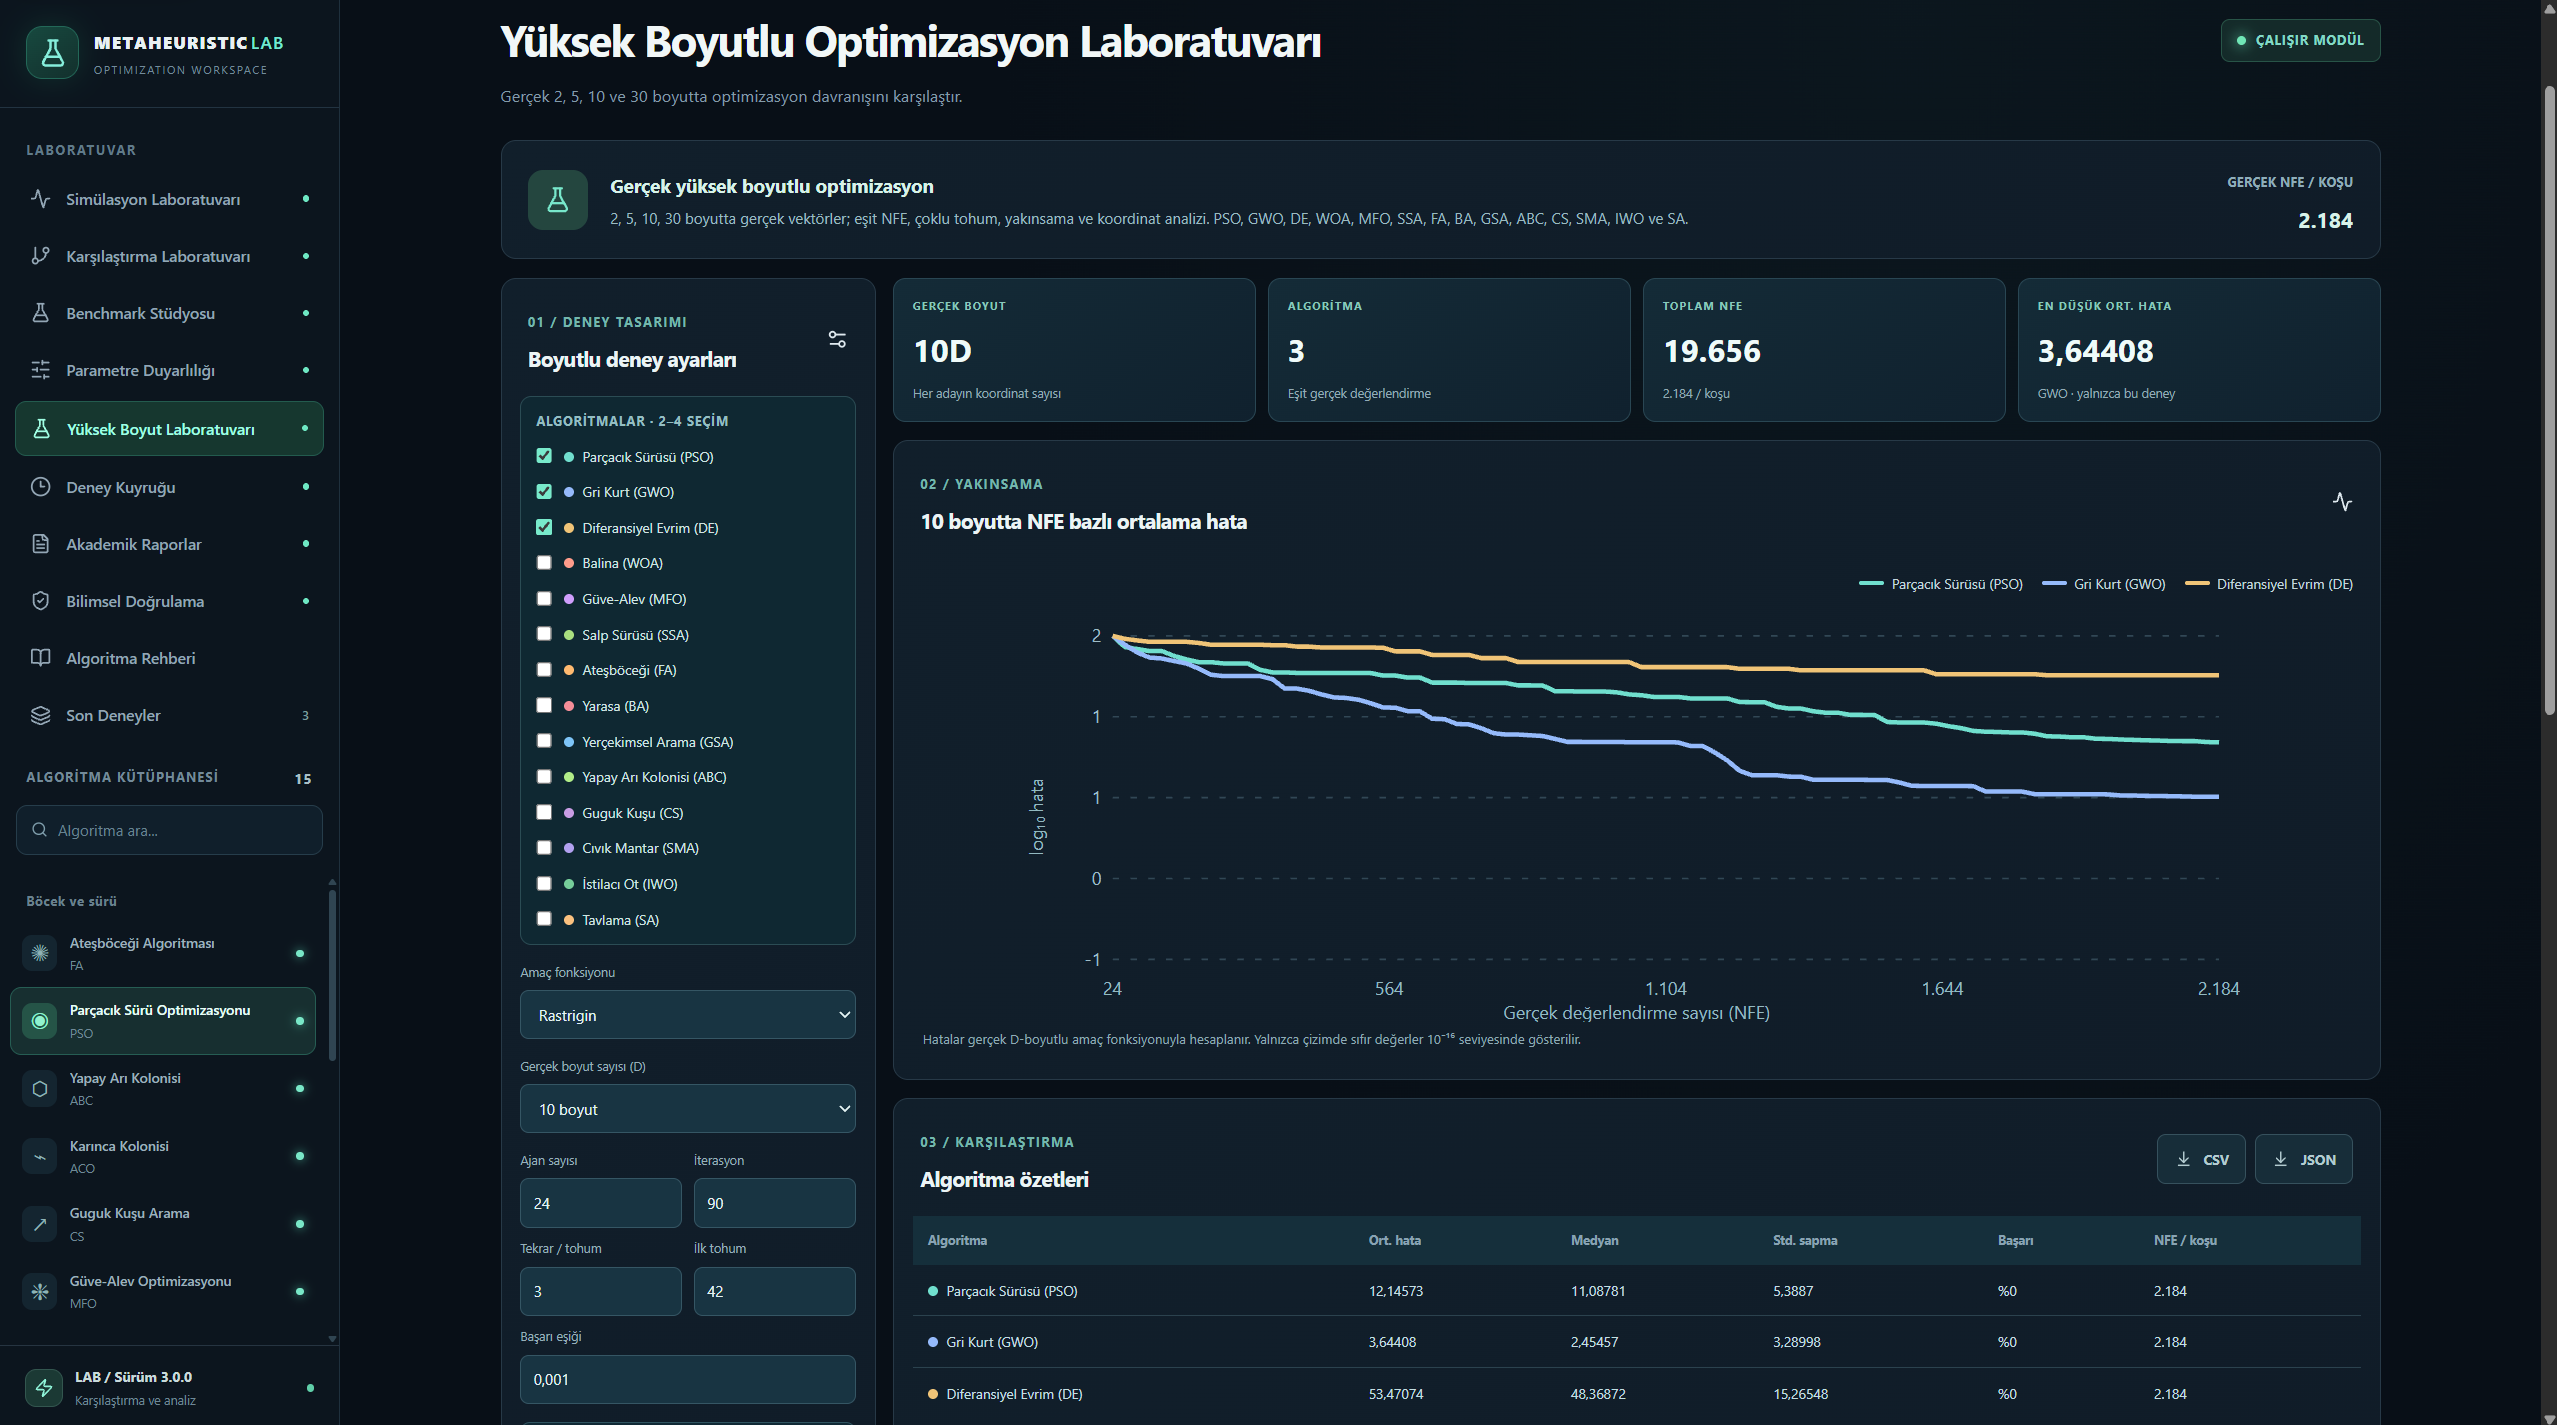 METAHEURISTIC LAB
OPTIMIZATION WORKSPACE
LABORATUVAR
Simülasyon Laboratuvarı
Karşılaştırma Laboratuvarı
Benchmark Stüdyosu
Parametre Duyarlılığı
Yüksek Boyut Laboratuvarı
Deney Kuyruğu
Akademik Raporlar
Bilimsel Doğrulama
Algoritma Rehberi
Son Deneyler 3
ALGORİTMA KÜTÜPHANESİ 15
Algoritma ara...
Böcek ve sürü
Ateşböceği Algoritması
FA
Parçacık Sürü Optimizasyonu
PSO
Yapay Arı Kolonisi
ABC
Karınca Kolonisi
ACO
Guguk Kuşu Arama
CS
Güve-Alev Optimizasyonu
MFO
LAB / Sürüm 3.0.0
Karşılaştırma ve analiz
Yüksek Boyutlu Optimizasyon Laboratuvarı
ÇALIŞIR MODÜL
Gerçek 2, 5, 10 ve 30 boyutta optimizasyon davranışını karşılaştır.
Gerçek yüksek boyutlu optimizasyon
2, 5, 10, 30 boyutta gerçek vektörler; eşit NFE, çoklu tohum, yakınsama ve koordinat analizi. PSO, GWO, DE, WOA, MFO, SSA, FA, BA, GSA, ABC, CS, SMA, IWO ve SA.
GERÇEK NFE / KOŞU
2.184
01 / DENEY TASARIMI
Boyutlu deney ayarları
ALGORİTMALAR · 2–4 SEÇİM
Parçacık Sürüsü (PSO)
Gri Kurt (GWO)
Diferansiyel Evrim (DE)
Balina (WOA)
Güve-Alev (MFO)
Salp Sürüsü (SSA)
Ateşböceği (FA)
Yarasa (BA)
Yerçekimsel Arama (GSA)
Yapay Arı Kolonisi (ABC)
Guguk Kuşu (CS)
Cıvık Mantar (SMA)
İstilacı Ot (IWO)
Tavlama (SA)
Amaç fonksiyonu
Rastrigin
Gerçek boyut sayısı (D)
10 boyut
Ajan sayısı İterasyon
24 90
Tekrar / tohum İlk tohum
3 42
Başarı eşiği
0,001
GERÇEK BOYUT
10D
Her adayın koordinat sayısı
ALGORİTMA
3
Eşit gerçek değerlendirme
TOPLAM NFE
19.656
2.184 / koşu
EN DÜŞÜK ORT. HATA
3,64408
GWO · yalnızca bu deney
02 / YAKINSAMA
10 boyutta NFE bazlı ortalama hata
Parçacık Sürüsü (PSO) Gri Kurt (GWO) Diferansiyel Evrim (DE)
2
1
1
0
-1
log₁₀ hata
24 564 1.104 1.644 2.184
Gerçek değerlendirme sayısı (NFE)
Hatalar gerçek D-boyutlu amaç fonksiyonuyla hesaplanır. Yalnızca çizimde sıfır değerler 10⁻¹⁶ seviyesinde gösterilir.
03 / KARŞILAŞTIRMA
Algoritma özetleri
CSV JSON
Algoritma Ort. hata Medyan Std. sapma Başarı NFE / koşu
Parçacık Sürüsü (PSO) 12,14573 11,08781 5,3887 %0 2.184
Gri Kurt (GWO) 3,64408 2,45457 3,28998 %0 2.184
Diferansiyel Evrim (DE) 53,47074 48,36872 15,26548 %0 2.184